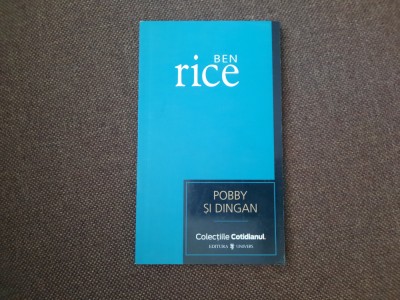 BEN
rice
POBBY
ȘI DINGAN
Colecțiile Cotidianul
EDITURA UNIVERS